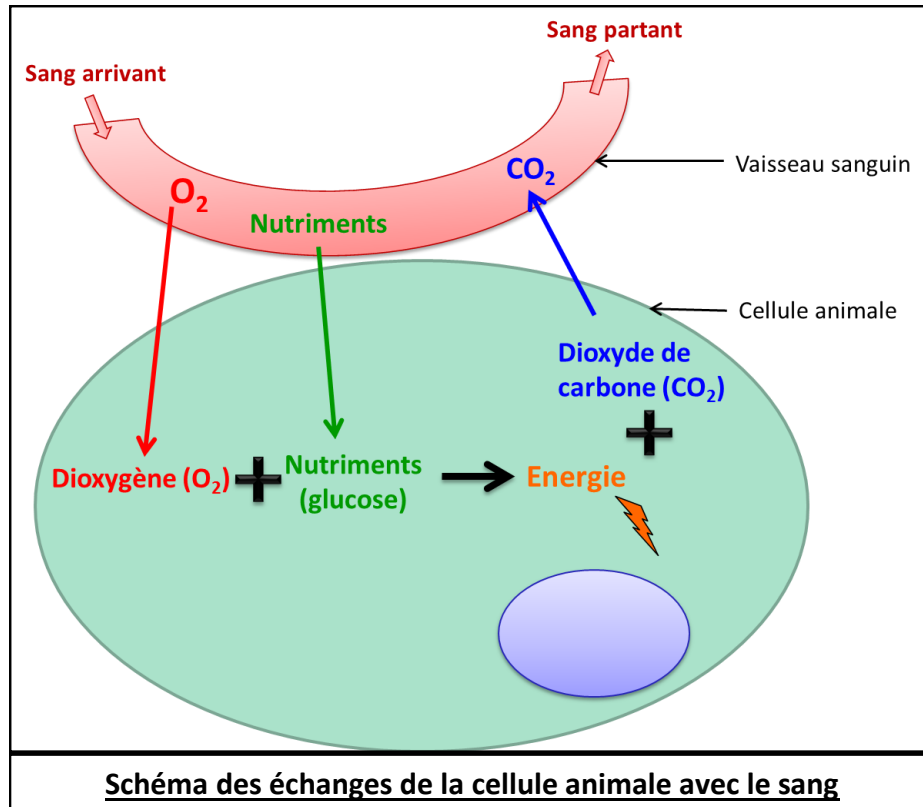 Sang partant
Sang arrivant
Vaisseau sanguin
O₂
CO₂
Nutriments
Cellule animale
Dioxyde de
carbone (CO₂)
+
Dioxygène (O₂) + Nutriments
(glucose)
Energie
Schéma des échanges de la cellule animale avec le sang